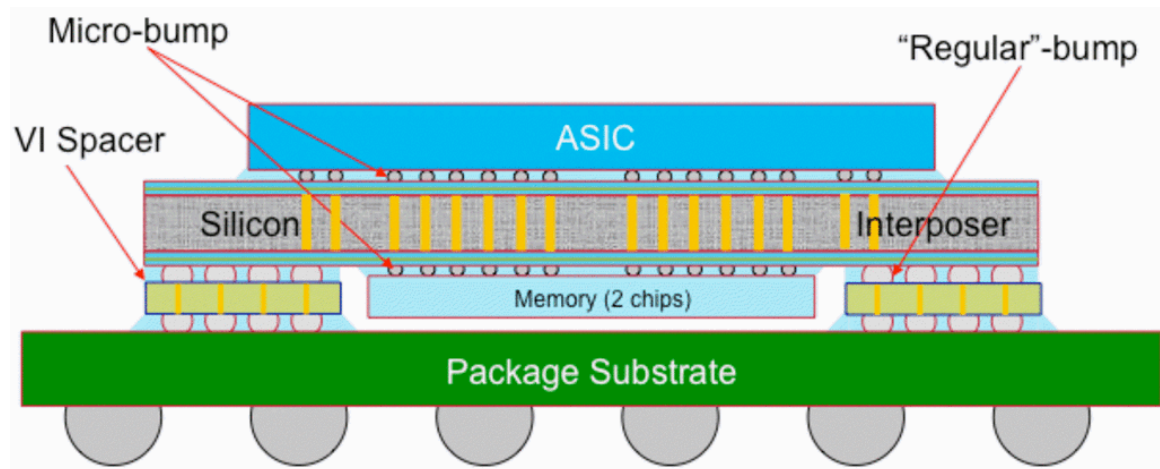 Micro-bump
“Regular”-bump
VI Spacer
ASIC
Silicon
Interposer
Memory (2 chips)
Package Substrate